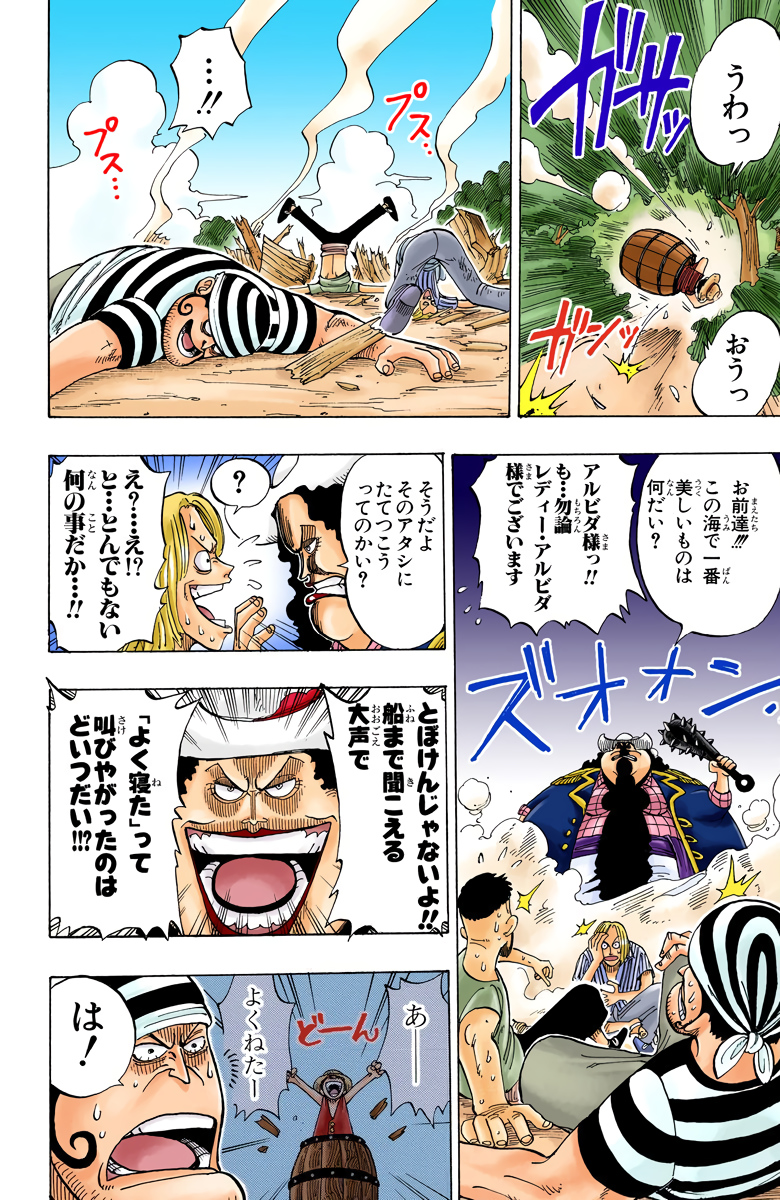 うわっ
ガサッ
おうっ
ガンッ
…!!
プス…
プス…
お前達!!!
この海で一番
美しいものは
何だい?
アルビダ様っ!!
も…勿論
レディー・アルビダ
様でございます
ズオオン
そうだよ
そのアタシに
たてつこう
ってのかい?
?
え?……え!?
と…とんでもない
何の事だか…!!
とぼけんじゃないよ!!
船まで聞こえる
大声で
「よく寝た」って
叫びやがったのは
どいつだい!!!?
あー
よくねたー
どーん
は!